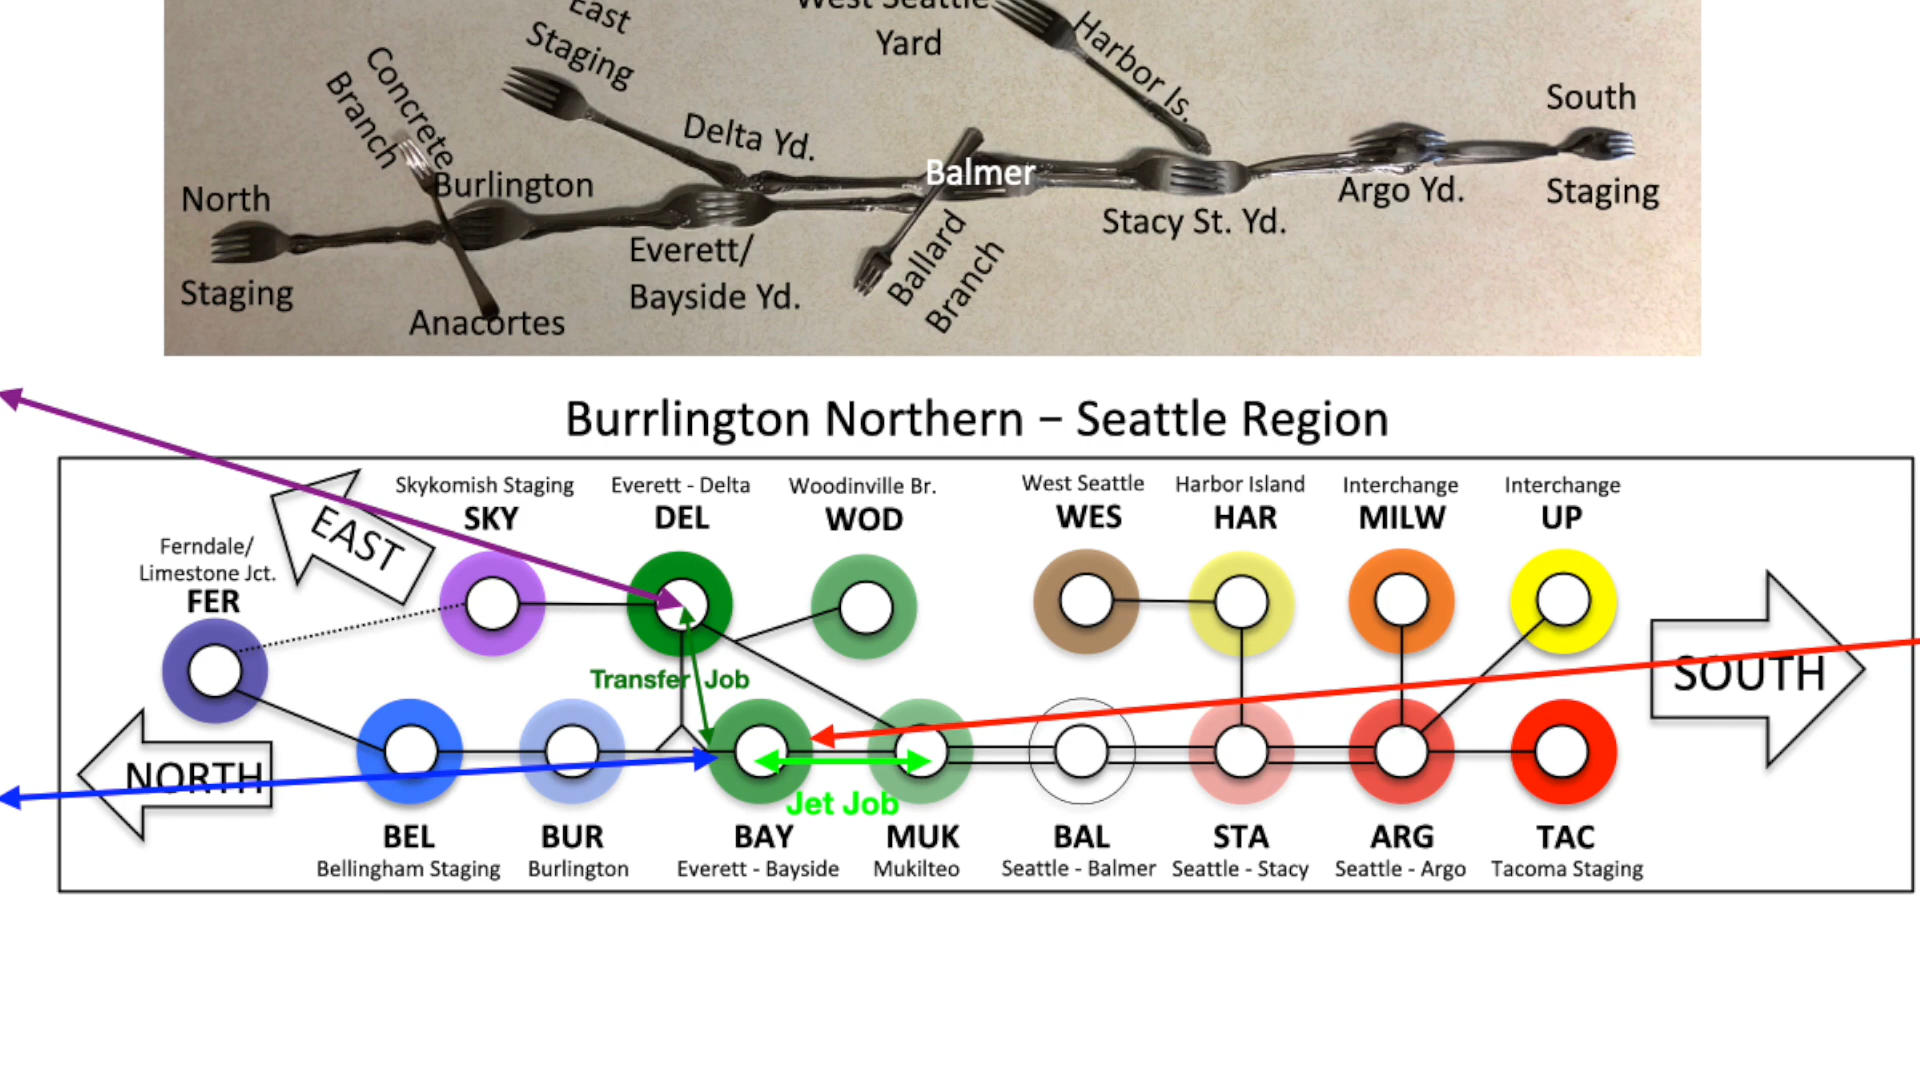 East
Staging
West Seattle
Yard
Harbor Is.
Concrete
Branch
Delta Yd.
South
Staging
North
Staging
Burlington
Balmer
Argo Yd.
Stacy St. Yd.
Everett/
Bayside Yd.
Ballard
Branch
Anacortes
Burrlington Northern – Seattle Region
EAST
Skykomish Staging
SKY
Everett - Delta
DEL
Woodinville Br.
WOD
West Seattle
WES
Harbor Island
HAR
Interchange
MILW
Interchange
UP
Ferndale/
Limestone Jct.
FER
Transfer Job
SOUTH
NORTH
Jet Job
BEL
Bellingham Staging
BUR
Burlington
BAY
Everett - Bayside
MUK
Mukilteo
BAL
Seattle - Balmer
STA
Seattle - Stacy
ARG
Seattle - Argo
TAC
Tacoma Staging